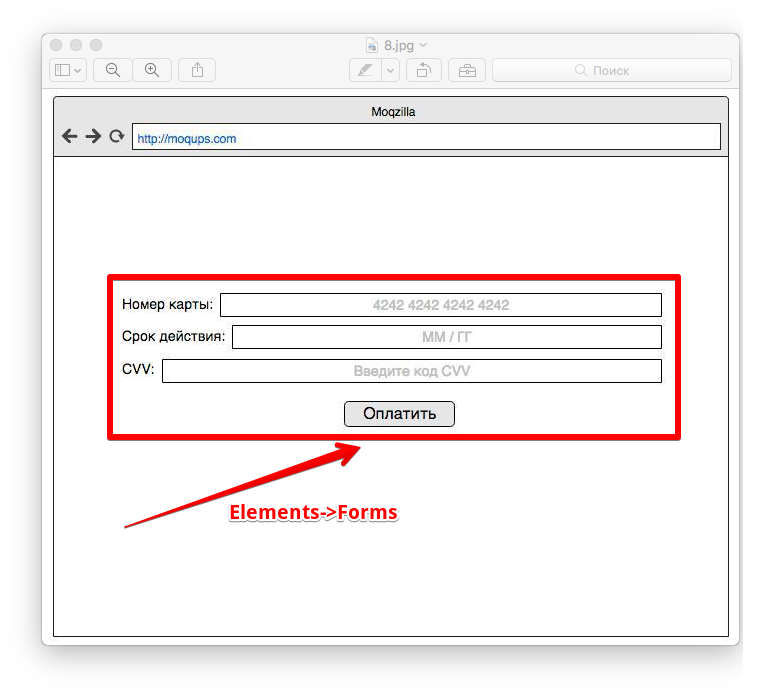 8.jpg
Поиск
Moqzilla
http://moqups.com
Номер карты: 4242 4242 4242 4242
Срок действия: ММ / ГГ
CVV: Введите код CVV
Оплатить
Elements->Forms